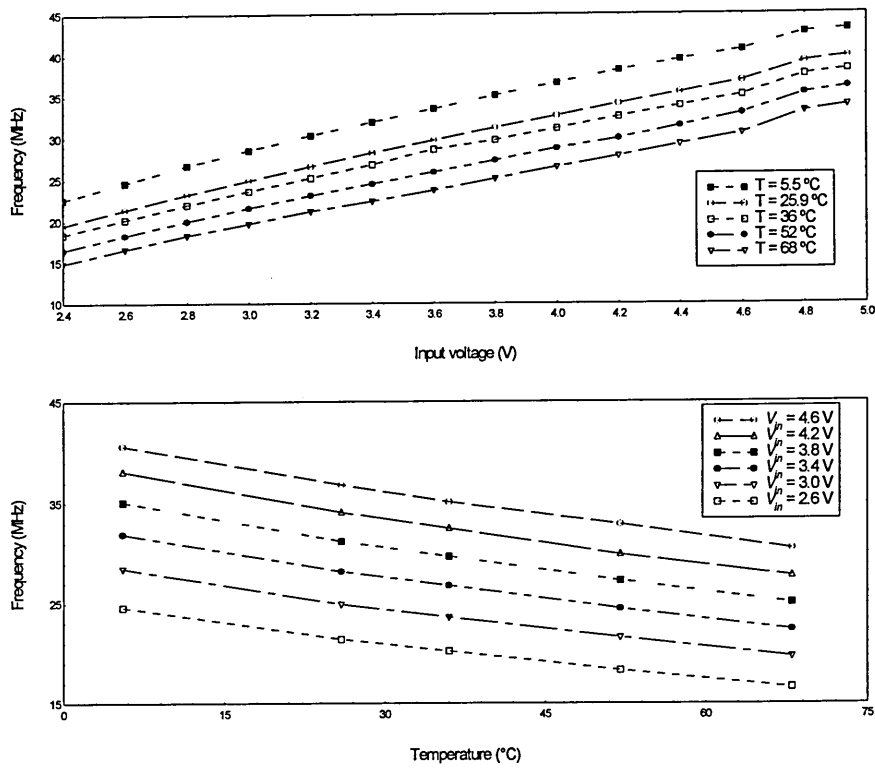 45
40
35
30
25
20
15
10
Frequency (MHz)
T = 5.5 ºC
T = 25.9 ºC
T = 36 ºC
T = 52 ºC
T = 68 ºC
2.4 2.6 2.8 3.0 3.2 3.4 3.6 3.8 4.0 4.2 4.4 4.6 4.8 5.0
Input voltage (V)
45
35
25
15
Frequency (MHz)
Vin = 4.6 V
Vin = 4.2 V
Vin = 3.8 V
Vin = 3.4 V
Vin = 3.0 V
Vin = 2.6 V
0 15 30 45 60 75
Temperature (°C)